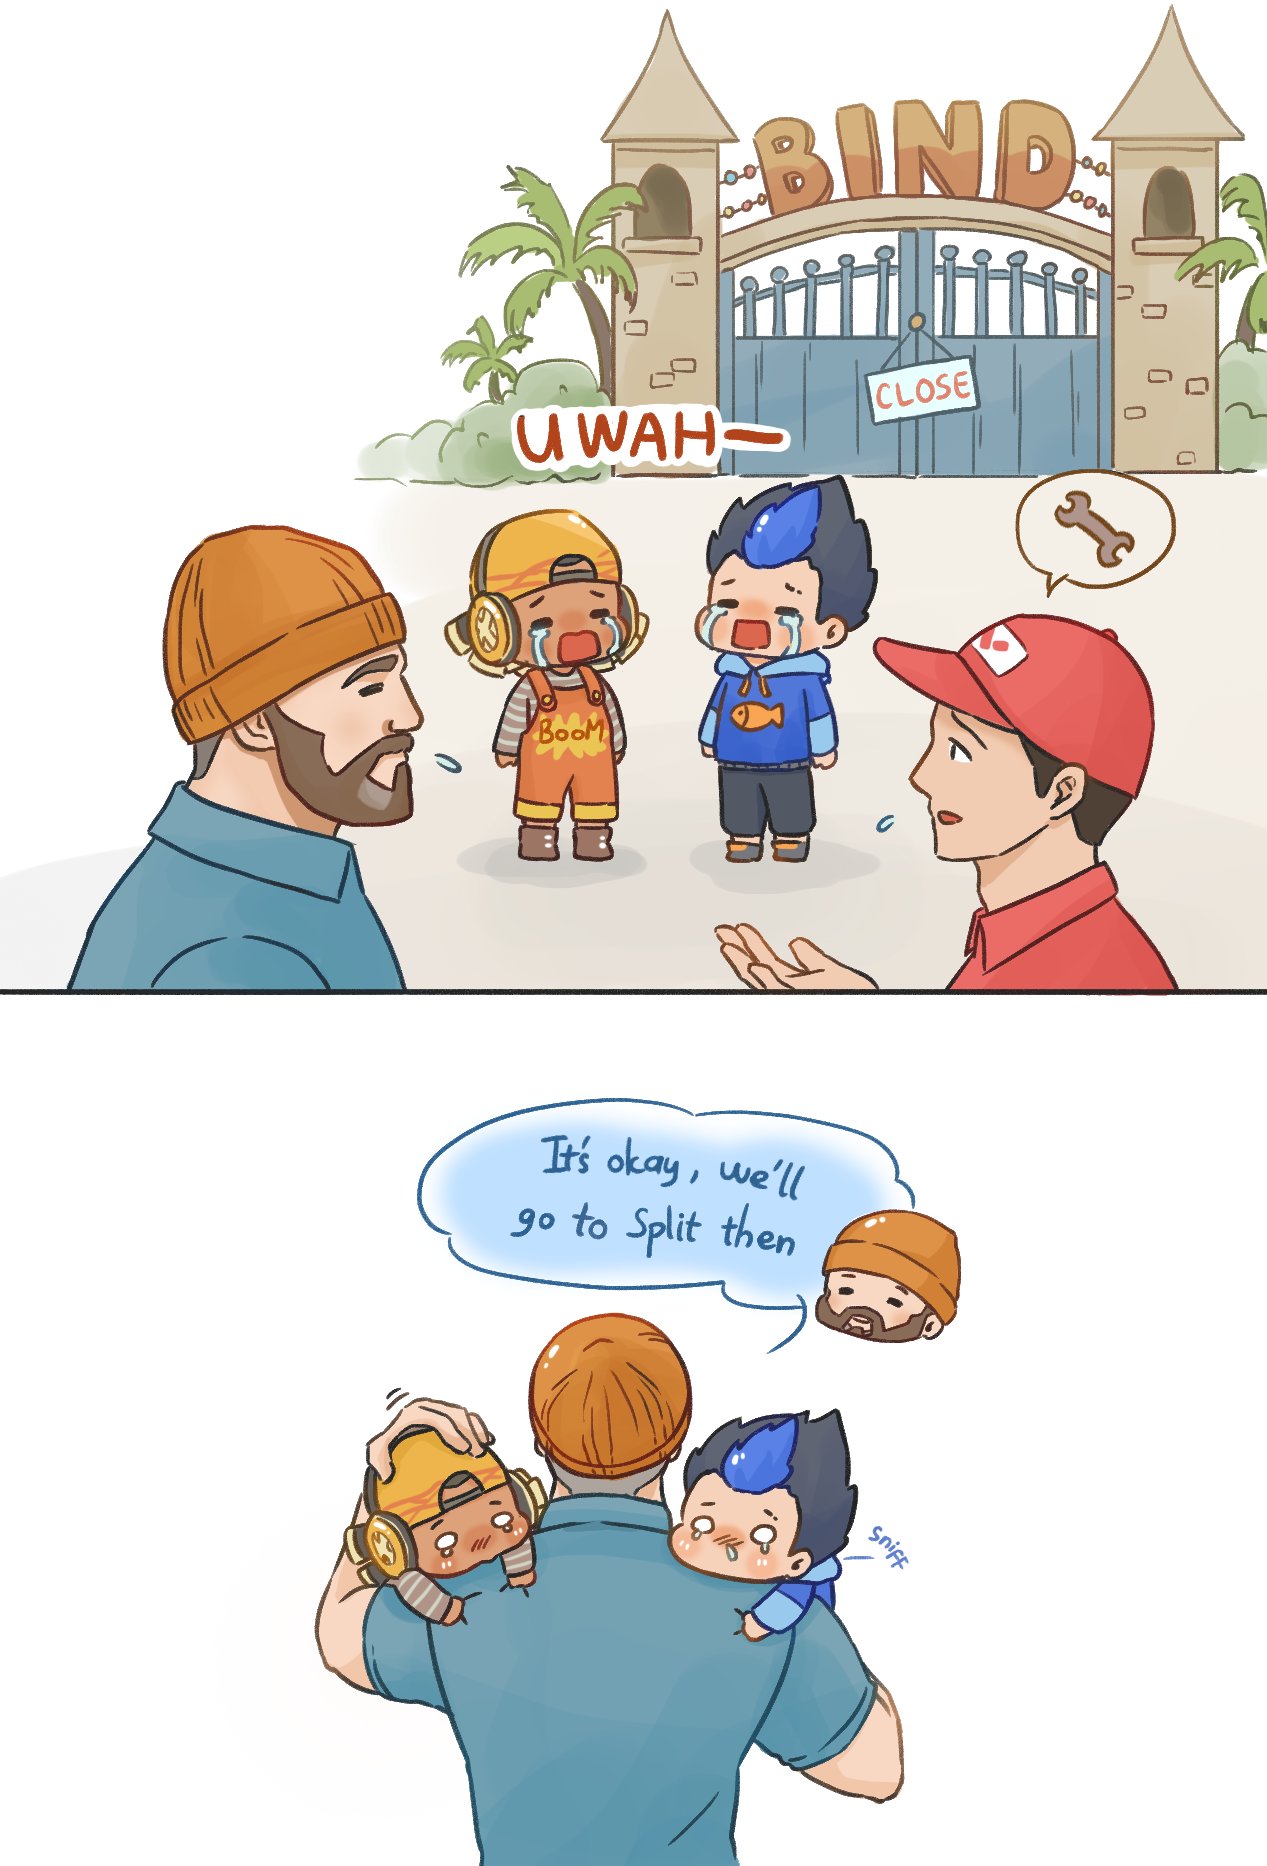 BIND
CLOSE
UWAH—
BOOM
It's okay, we'll
go to Split then
sniff